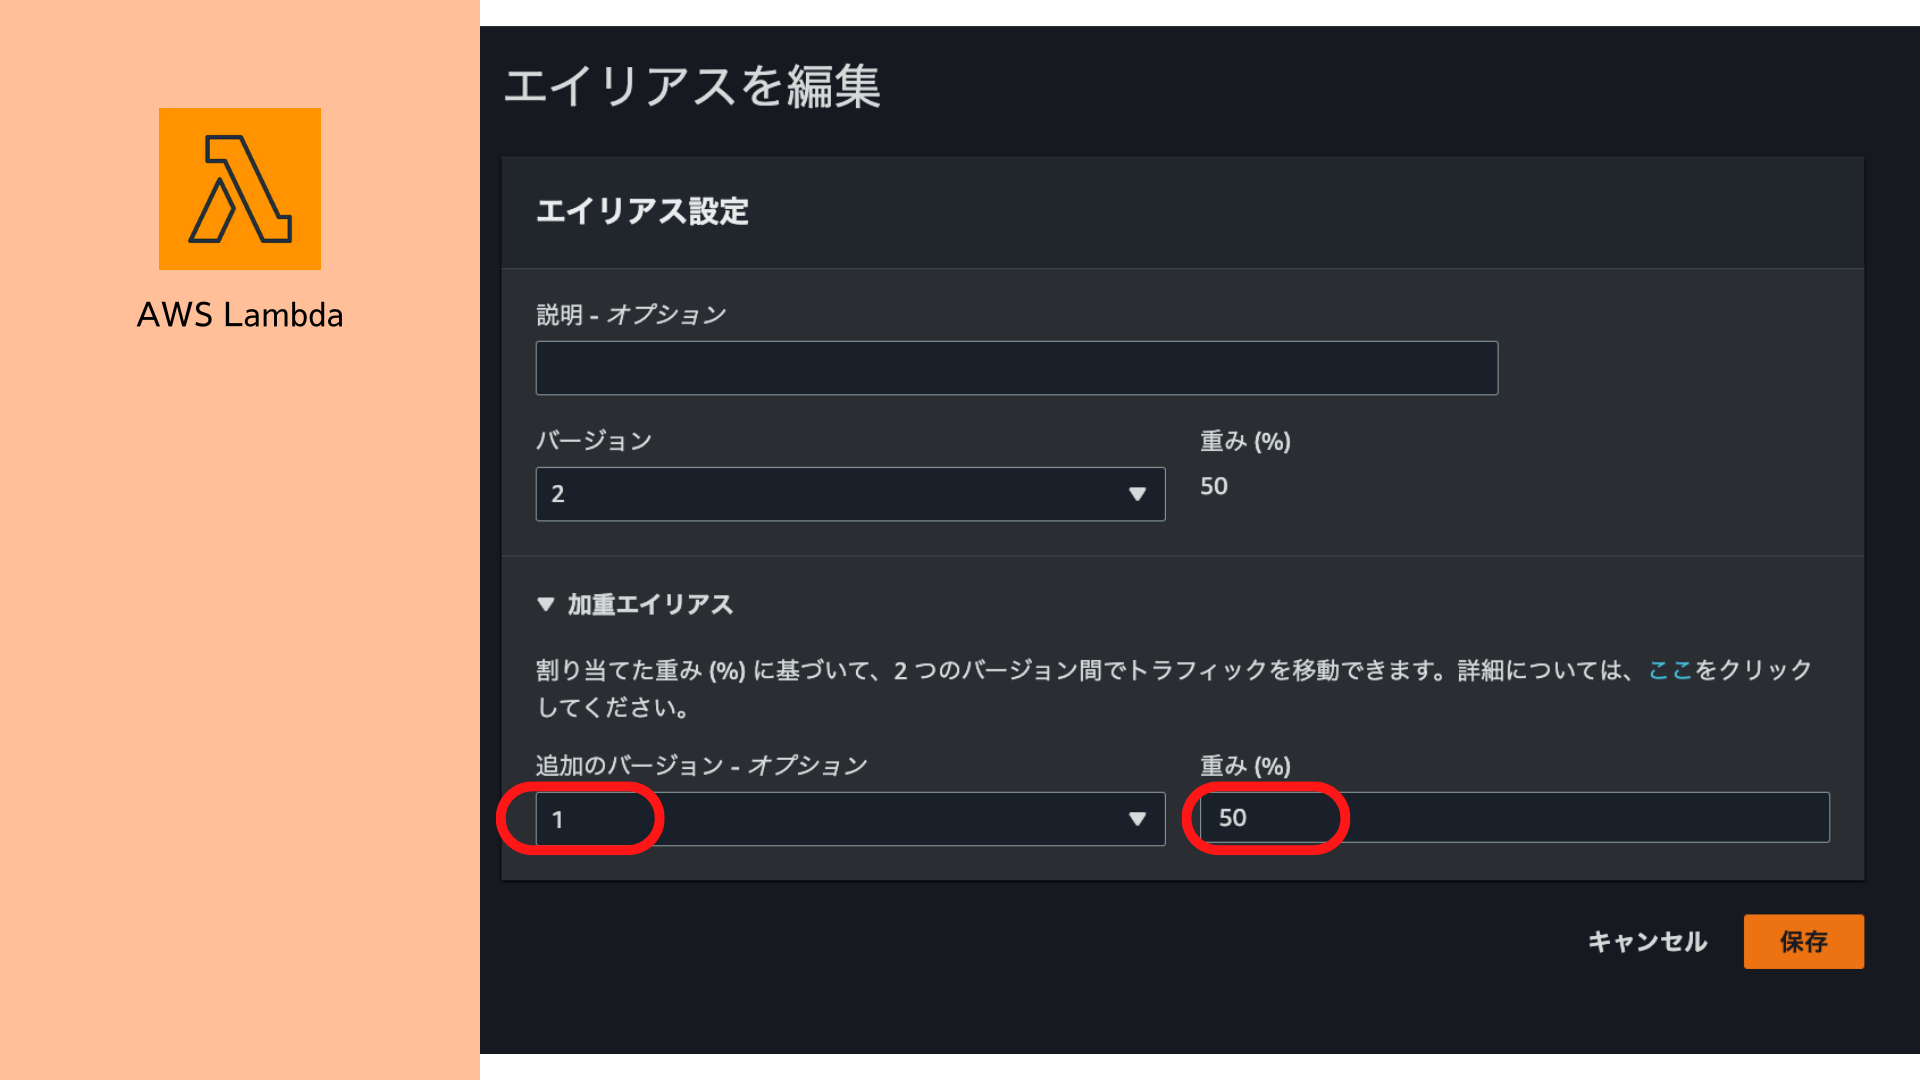 AWS Lambda
エイリアスを編集
エイリアス設定
説明 - オプション
バージョン
重み (%)
2
50
加重エイリアス
割り当てた重み (%) に基づいて、2 つのバージョン間でトラフィックを移動できます。詳細については、ここをクリック
してください。
追加のバージョン - オプション
重み (%)
1
50
キャンセル
保存